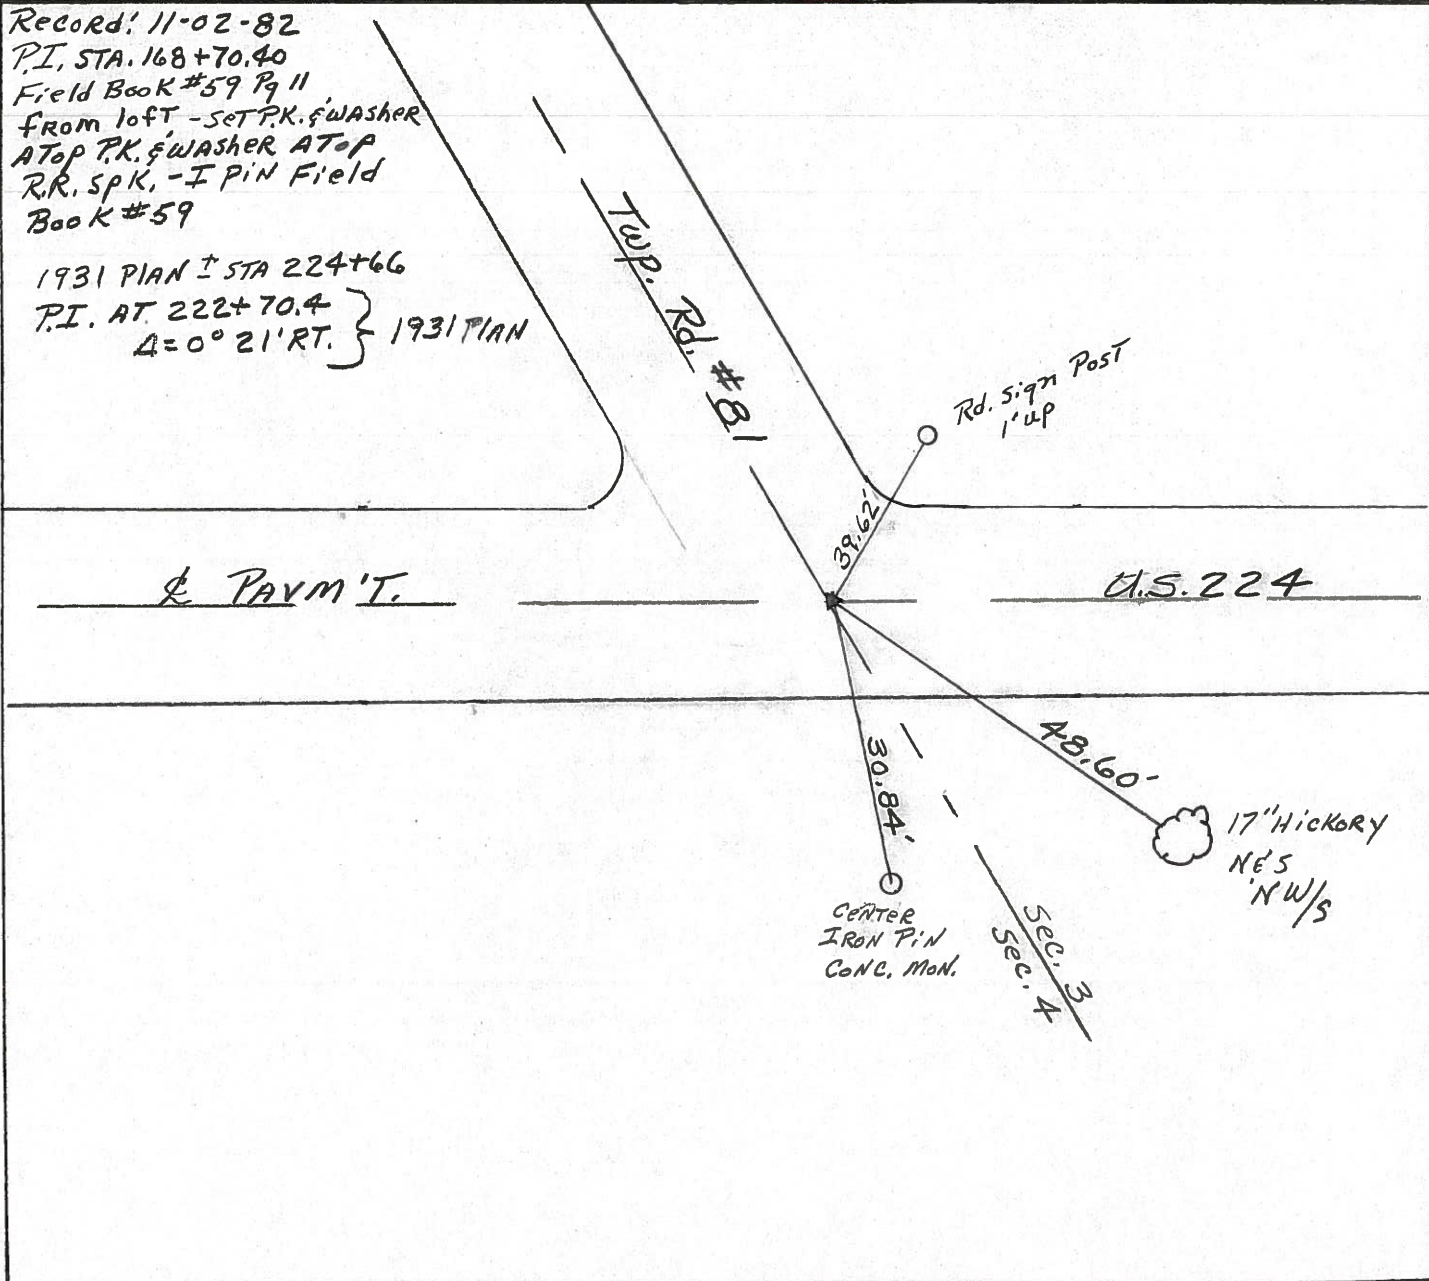 Record: 11-02-82
P.I. STA. 168+70.40
Field Book #59 Pg 11
from loft - SeT P.K. & WAsher
ATop P.K. & WAsher ATop
R.R. SpK. - I PiN Field
Book #59
1931 PlAN ± STA 224+66
P.I. AT 222+70.4
Δ = 0° 21' RT.
} 1931 PlAN
Twp. Rd. #81
Rd. Sign Post
1' up
39.62'
℄ PAVM'T.
U.S. 224
48.60'
30.84'
17" HicKORY
N&S
NW/S
CeNTER
IRON PiN
CONC. MON.
Sec. 3
Sec. 4